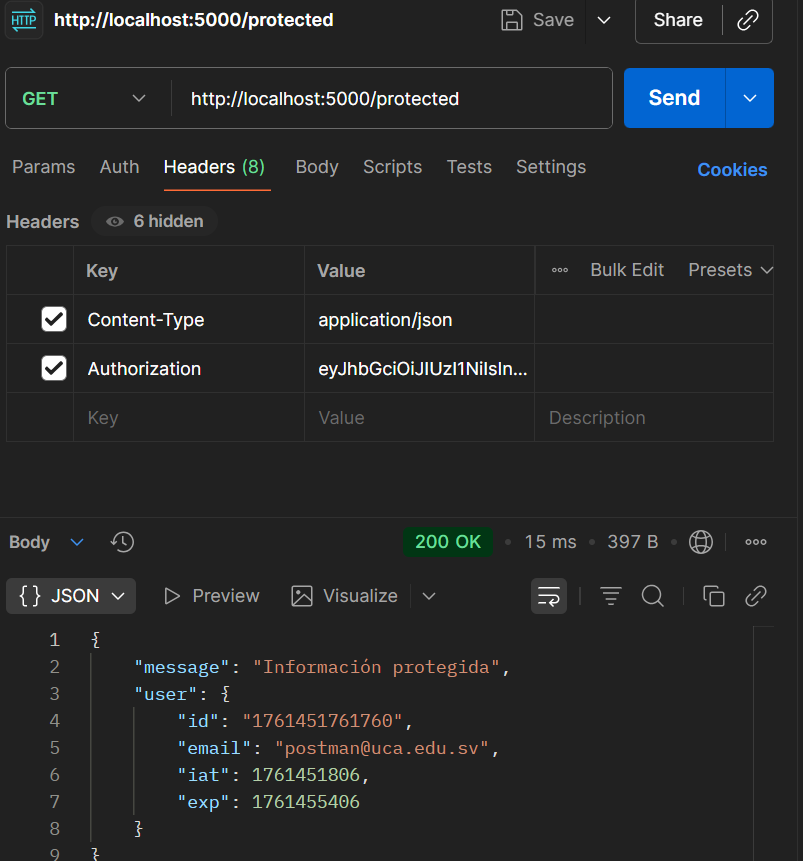 HTTP http://localhost:5000/protected Save Share
GET http://localhost:5000/protected Send
Params Auth Headers (8) Body Scripts Tests Settings Cookies
Headers 6 hidden
Key Value Bulk Edit Presets
Content-Type application/json
Authorization eyJhbGciOiJIUzI1NiIsIn...
Key Value Description
Body 200 OK • 15 ms • 397 B •
{} JSON Preview Visualize
1 {
2 "message": "Información protegida",
3 "user": {
4 "id": "1761451761760",
5 "email": "postman@uca.edu.sv",
6 "iat": 1761451806,
7 "exp": 1761455406
8 }
9 }